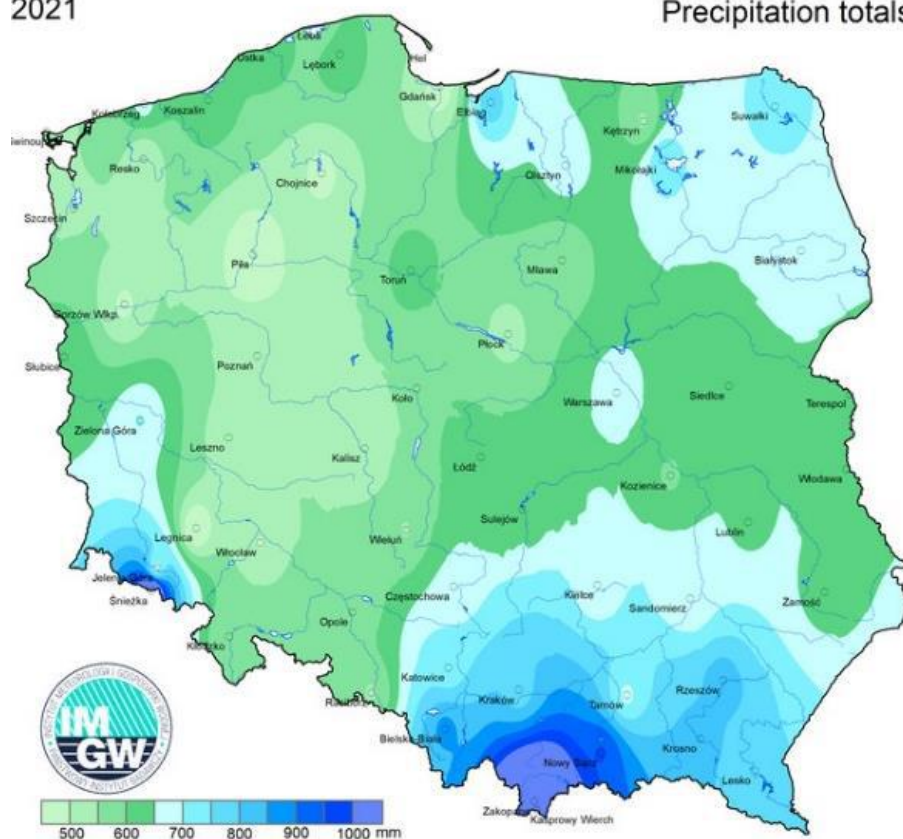 2021
Precipitation totals
Łeba
Ustka
Lębork
Hel
Gdańsk
Kołobrzeg
Koszalin
Elbląg
Kętrzyn
Suwałki
Resko
Chojnice
Olsztyn
Mikołajki
Szczecin
Białystok
Piła
Toruń
Mława
Gorzów Wlkp.
Płock
Słubice
Poznań
Koło
Warszawa
Siedlce
Terespol
Zielona Góra
Leszno
Kalisz
Łódź
Kozienice
Włodawa
Sulejów
Legnica
Wrocław
Wieluń
Lublin
Jelenia Góra
Śnieżka
Częstochowa
Kielce
Sandomierz
Zamość
Opole
Kłodzko
Katowice
Racibórz
Kraków
Tarnów
Rzeszów
Bielsko-Biała
Nowy Sącz
Krosno
Lesko
Zakopane
Kasprowy Wierch
IM
GW
500 600 700 800 900 1000 mm